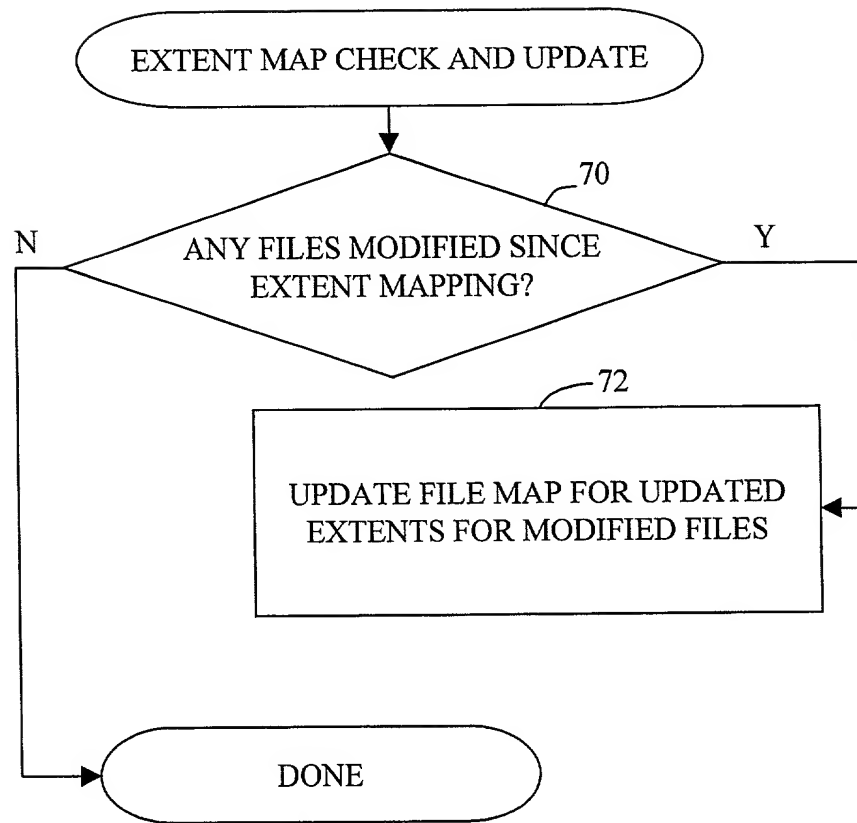 EXTENT MAP CHECK AND UPDATE
70
N
Y
ANY FILES MODIFIED SINCE
EXTENT MAPPING?
72
UPDATE FILE MAP FOR UPDATED
EXTENTS FOR MODIFIED FILES
DONE